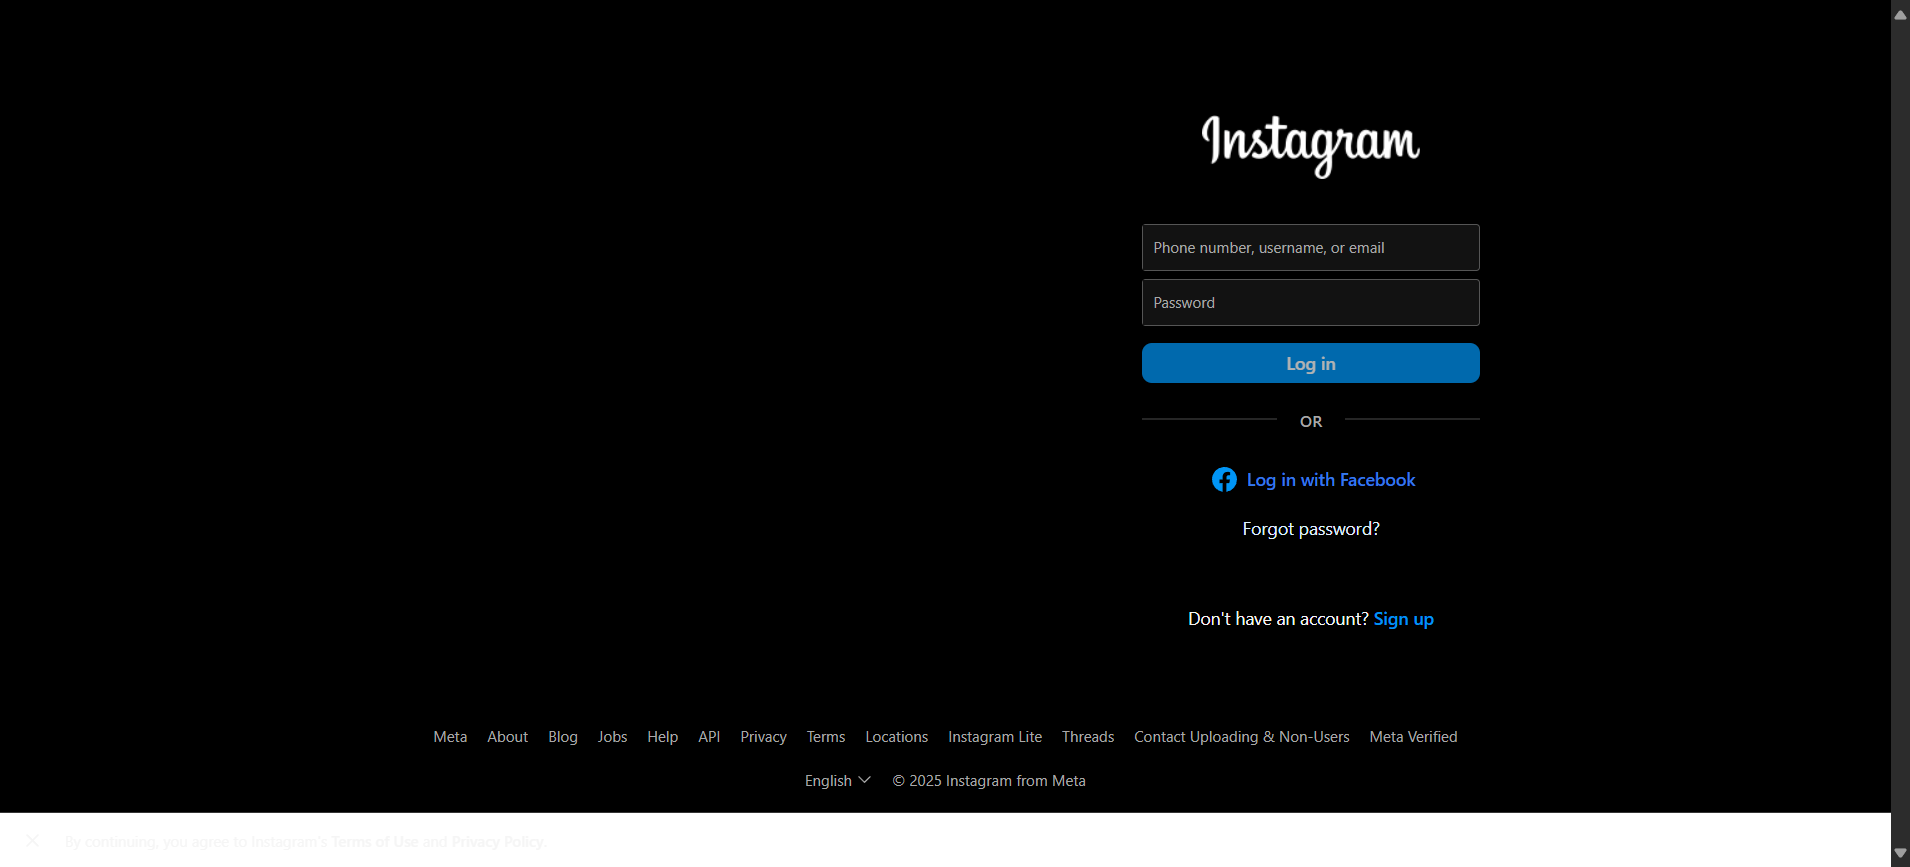 Instagram
Phone number, username, or email
Password
Log in
OR
Log in with Facebook
Forgot password?
Don't have an account? Sign up
Meta About Blog Jobs Help API Privacy Terms Locations Instagram Lite Threads Contact Uploading & Non-Users Meta Verified
English © 2025 Instagram from Meta
By continuing, you agree to Instagram's Terms of Use and Privacy Policy.